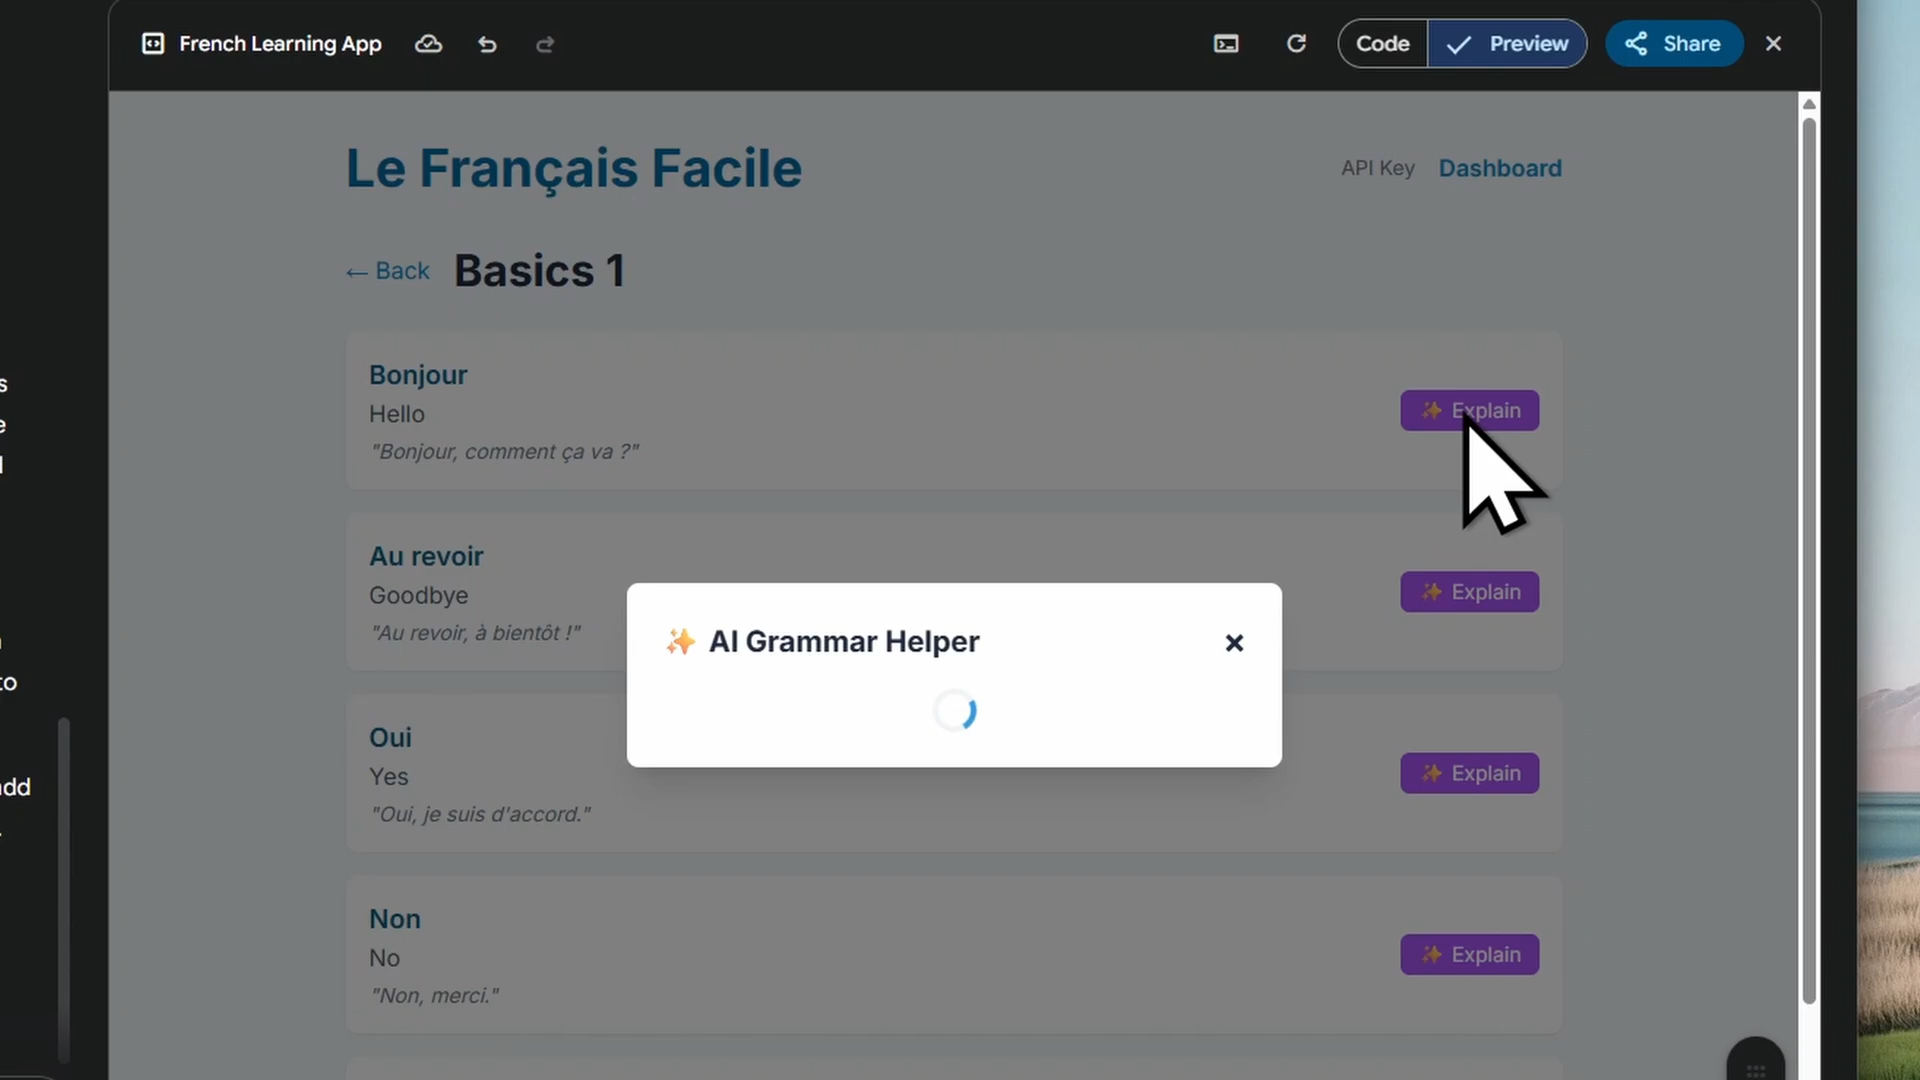 French Learning App
Code
Preview
Share
Le Français Facile
API Key
Dashboard
← Back
Basics 1
Bonjour
Hello
"Bonjour, comment ça va ?"
Explain
Au revoir
Goodbye
"Au revoir, à bientôt !"
Explain
AI Grammar Helper
Oui
Yes
"Oui, je suis d'accord."
Explain
Non
No
"Non, merci."
Explain